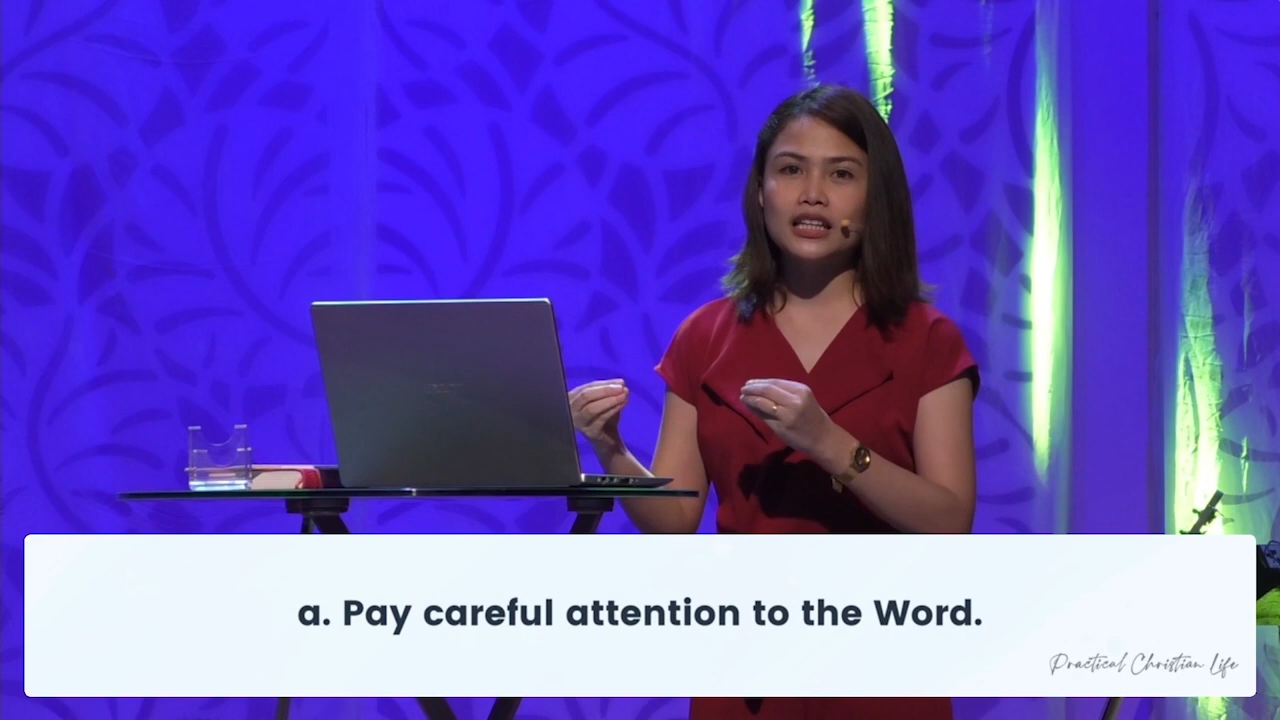 a. Pay careful attention to the Word.
Practical Christian Life